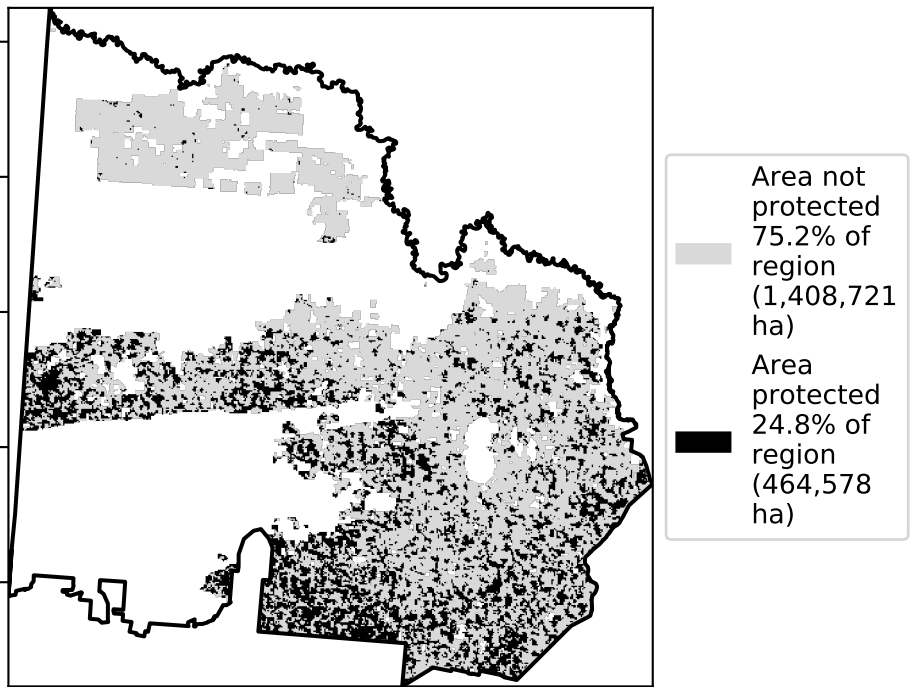 Area not
protected
75.2% of
region
(1,408,721
ha)
Area
protected
24.8% of
region
(464,578
ha)